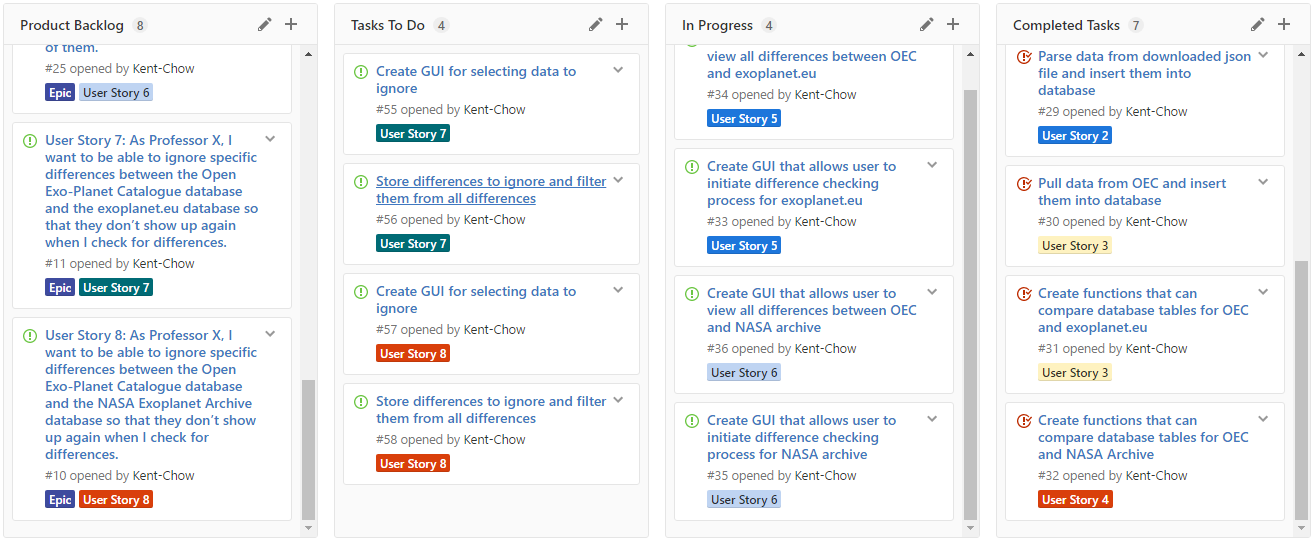 Product Backlog 8
of them.
#25 opened by Kent-Chow
Epic User Story 6
User Story 7: As Professor X, I
want to be able to ignore specific
differences between the Open
Exo-Planet Catalogue database
and the exoplanet.eu database so
that they don’t show up again
when I check for differences.
#11 opened by Kent-Chow
Epic User Story 7
User Story 8: As Professor X, I
want to be able to ignore specific
differences between the Open
Exo-Planet Catalogue database
and the NASA Exoplanet Archive
database so that they don’t show
up again when I check for
differences.
#10 opened by Kent-Chow
Epic User Story 8
Tasks To Do 4
Create GUI for selecting data to
ignore
#55 opened by Kent-Chow
User Story 7
Store differences to ignore and filter
them from all differences
#56 opened by Kent-Chow
User Story 7
Create GUI for selecting data to
ignore
#57 opened by Kent-Chow
User Story 8
Store differences to ignore and filter
them from all differences
#58 opened by Kent-Chow
User Story 8
In Progress 4
view all differences between OEC
and exoplanet.eu
#34 opened by Kent-Chow
User Story 5
Create GUI that allows user to
initiate difference checking
process for exoplanet.eu
#33 opened by Kent-Chow
User Story 5
Create GUI that allows user to
view all differences between OEC
and NASA archive
#36 opened by Kent-Chow
User Story 6
Create GUI that allows user to
initiate difference checking
process for NASA archive
#35 opened by Kent-Chow
User Story 6
Completed Tasks 7
Parse data from downloaded json
file and insert them into
database
#29 opened by Kent-Chow
User Story 2
Pull data from OEC and insert
them into database
#30 opened by Kent-Chow
User Story 3
Create functions that can
compare database tables for OEC
and exoplanet.eu
#31 opened by Kent-Chow
User Story 3
Create functions that can
compare database tables for OEC
and NASA Archive
#32 opened by Kent-Chow
User Story 4